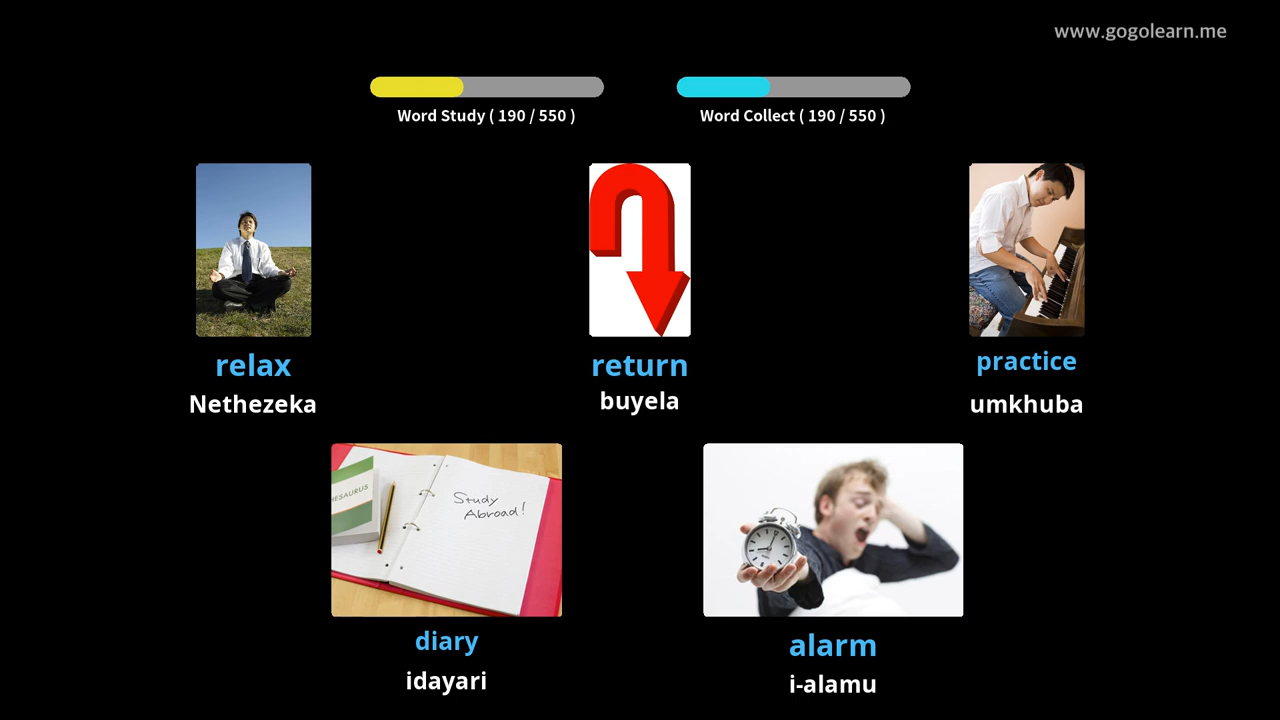 www.gogolearn.me
Word Study ( 190 / 550 )
Word Collect ( 190 / 550 )
relax
Nethezeka
return
buyela
practice
umkhuba
Study
Abroad!
diary
idayari
alarm
i-alamu